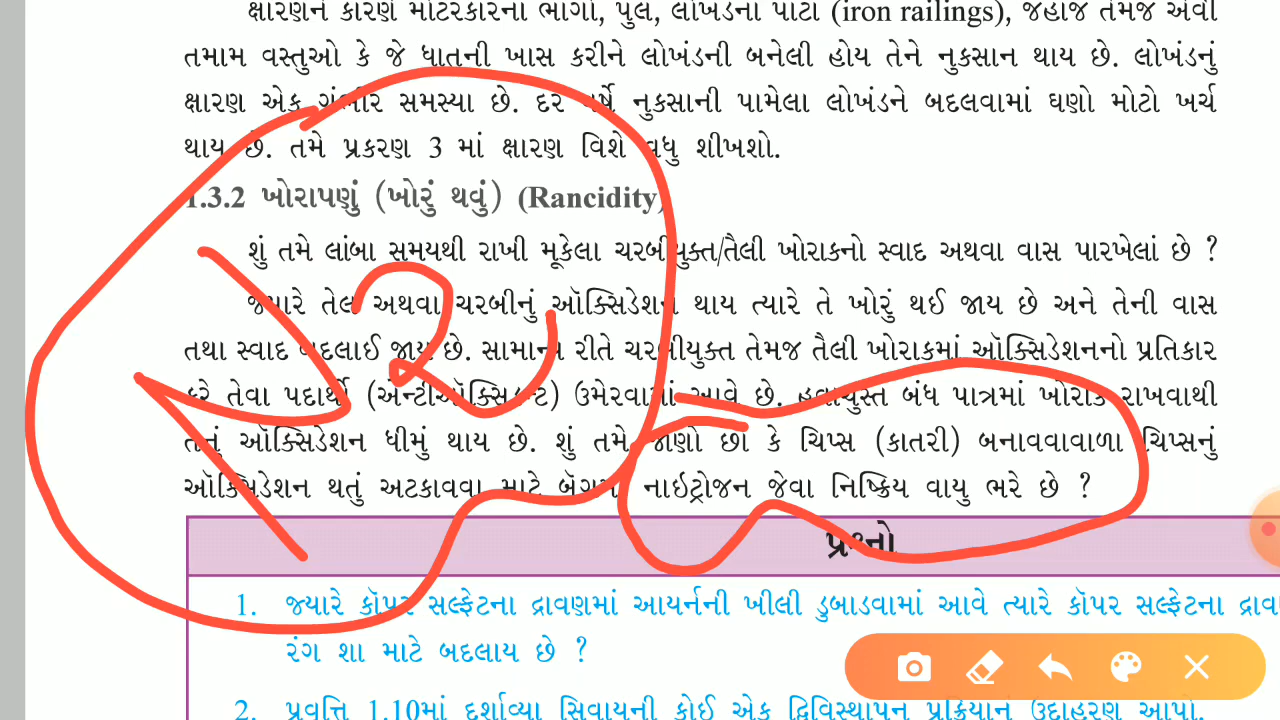 ક્ષારણને કારણે મોટરકારના ભાગો, પુલ, લોખંડના પાટા (iron railings), જહાજ તેમજ એવી
તમામ વસ્તુઓ કે જે ધાતની ખાસ કરીને લોખંડની બનેલી હોય તેને નુકસાન થાય છે. લોખંડનું
ક્ષારણ એક ગંભીર સમસ્યા છે. દર વર્ષે નુકસાની પામેલા લોખંડને બદલવામાં ઘણો મોટો ખર્ચ
થાય છે. તમે પ્રકરણ 3 માં ક્ષારણ વિશે વધુ શીખશો.
1.3.2 ખોરાપણું (ખોરું થવું) (Rancidity)
શું તમે લાંબા સમયથી રાખી મૂકેલા ચરબીયુક્ત/તૈલી ખોરાકનો સ્વાદ અથવા વાસ પારખેલાં છે ?
જ્યારે તેલ અથવા ચરબીનું ઑક્સિડેશન થાય ત્યારે તે ખોરું થઈ જાય છે અને તેની વાસ
તથા સ્વાદ બદલાઈ જાય છે. સામાન્ય રીતે ચરબીયુક્ત તેમજ તૈલી ખોરાકમાં ઑક્સિડેશનનો પ્રતિકાર
કરે તેવા પદાર્થો (ઍન્ટીઑક્સિડન્ટ) ઉમેરવામાં આવે છે. હવાચુસ્ત બંધ પાત્રમાં ખોરાક રાખવાથી
તેનું ઑક્સિડેશન ધીમું થાય છે. શું તમે જાણો છો કે ચિપ્સ (કાતરી) બનાવવાવાળા ચિપ્સનું
ઑક્સિડેશન થતું અટકાવવા માટે બૅગમાં નાઇટ્રોજન જેવા નિષ્ક્રિય વાયુ ભરે છે ?
પ્રશ્નો
1. જ્યારે કૉપર સલ્ફેટના દ્રાવણમાં આયર્નની ખીલી ડુબાડવામાં આવે ત્યારે કૉપર સલ્ફેટના
રંગ શા માટે બદલાય છે ?
2. પ્રવૃત્તિ 1.10માં દર્શાવ્યા સિવાયની કોઈ એક દ્વિવિસ્થાપન પ્રક્રિયાનું ઉદાહરણ આપો.